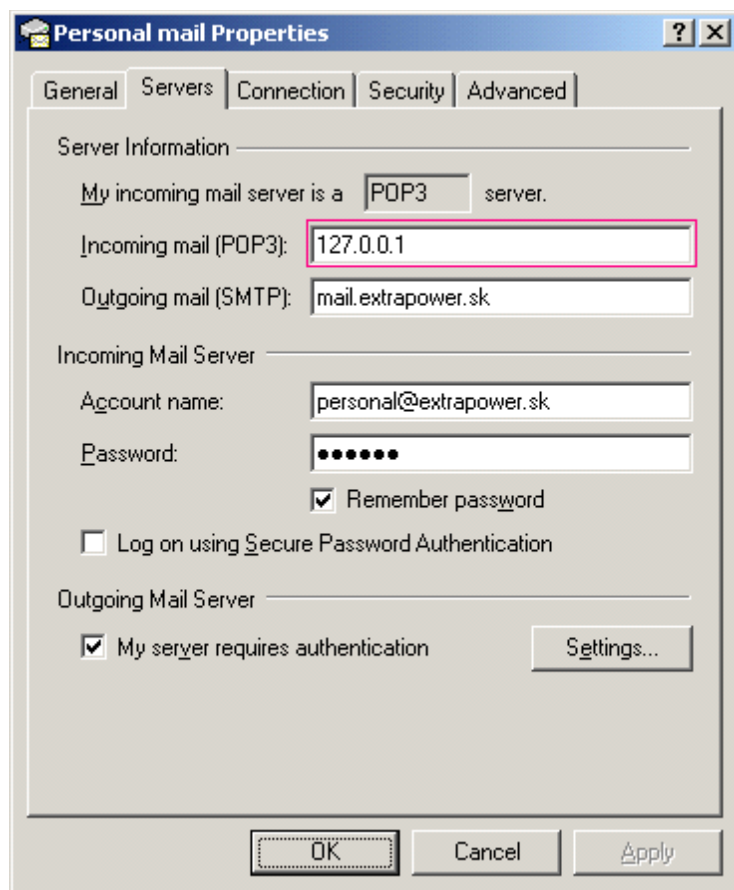 Personal mail Properties
General Servers Connection Security Advanced
Server Information
My incoming mail server is a POP3 server.
Incoming mail (POP3): 127.0.0.1
Outgoing mail (SMTP): mail.extrapower.sk
Incoming Mail Server
Account name: personal@extrapower.sk
Password: ●●●●●●
Remember password
Log on using Secure Password Authentication
Outgoing Mail Server
My server requires authentication Settings...
OK Cancel Apply